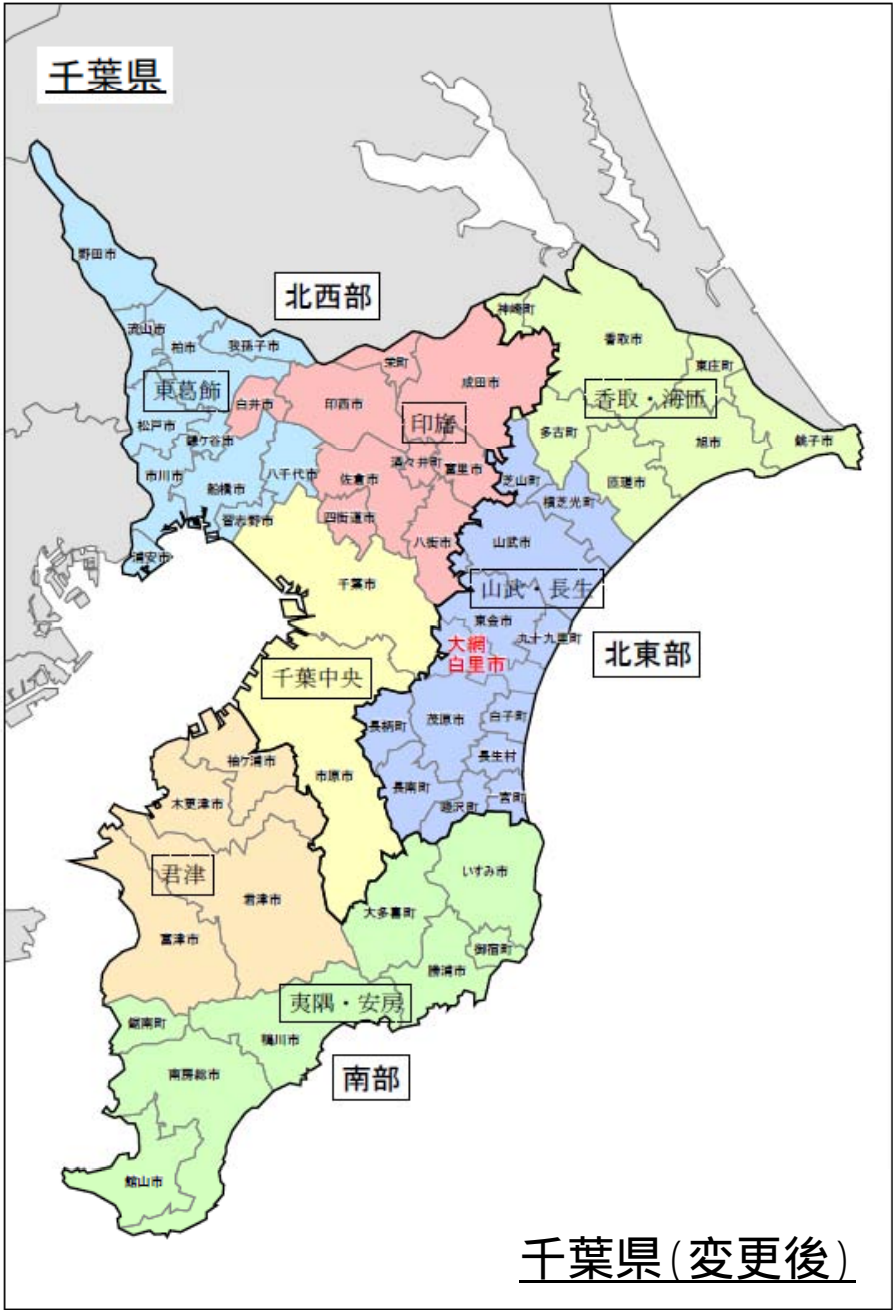 千葉県
野田市
北西部
神崎町
流山市
柏市
我孫子市
香取市
栄町
東庄町
成田市
東葛飾
白井市
印西市
香取・海匝
印旛
松戸市
鎌ケ谷市
多古町
旭市
銚子市
酒々井町
富里市
市川市
八千代市
佐倉市
芝山町
匝瑳市
船橋市
横芝光町
習志野市
四街道市
八街市
山武市
浦安市
千葉市
山武・長生
東金市
九十九里町
大網
白里市
北東部
千葉中央
長柄町
茂原市
白子町
袖ケ浦市
長生村
市原市
長南町
木更津市
睦沢町
一宮町
君津
いすみ市
君津市
大多喜町
富津市
御宿町
勝浦市
夷隅・安房
鋸南町
鴨川市
南房総市
南部
館山市
千葉県(変更後)